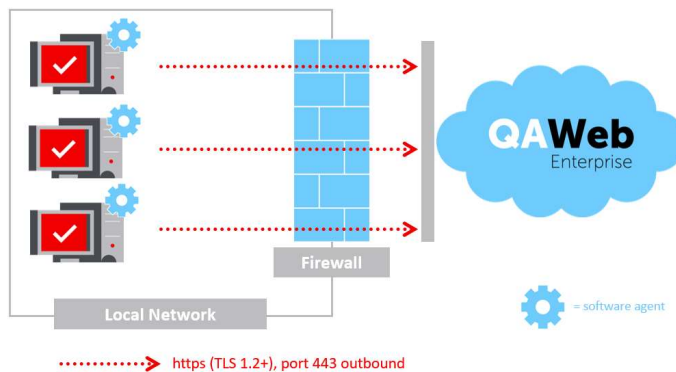 QAWeb
Enterprise
Firewall
Local Network
= software agent
https (TLS 1.2+), port 443 outbound